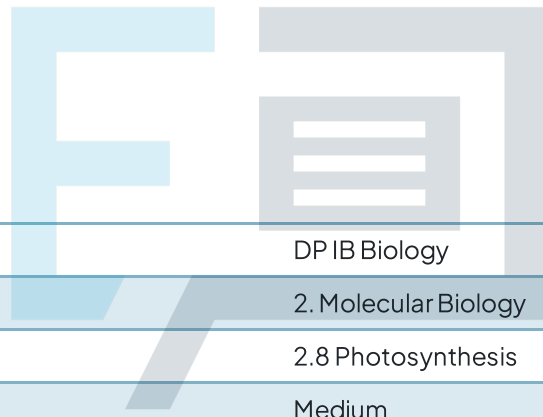 DP IB Biology
2. Molecular Biology
2.8 Photosynthesis
Medium